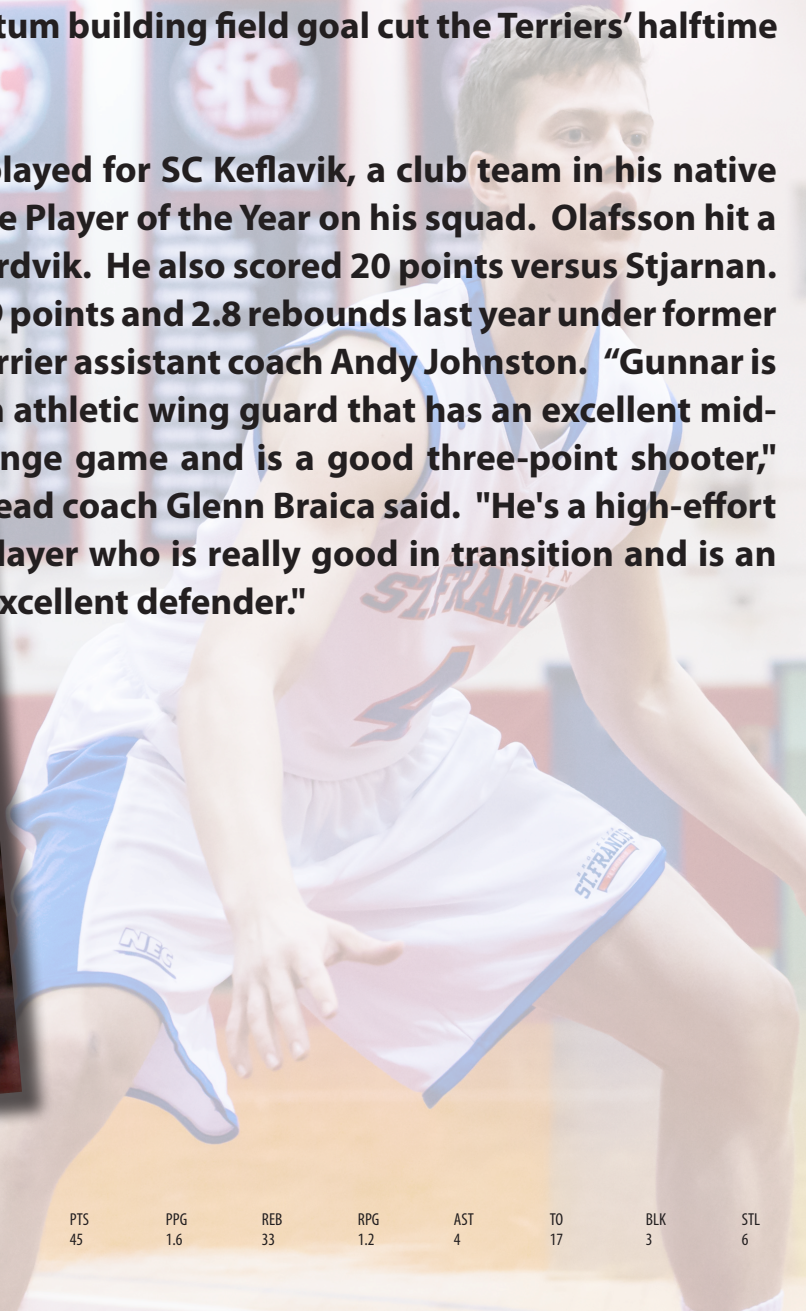 tum building field goal cut the Terriers' halftime
played for SC Keflavik, a club team in his native
e Player of the Year on his squad. Olafsson hit a
rdvik. He also scored 20 points versus Stjarnan.
9 points and 2.8 rebounds last year under former
rrier assistant coach Andy Johnston. “Gunnar is
n athletic wing guard that has an excellent mid-
nge game and is a good three-point shooter,"
ead coach Glenn Braica said. "He's a high-effort
layer who is really good in transition and is an
xcellent defender."
SFC
ST. FRANC
4
ST. FRANCIS
NEC
PTS PPG REB RPG AST TO BLK STL
45 1.6 33 1.2 4 17 3 6